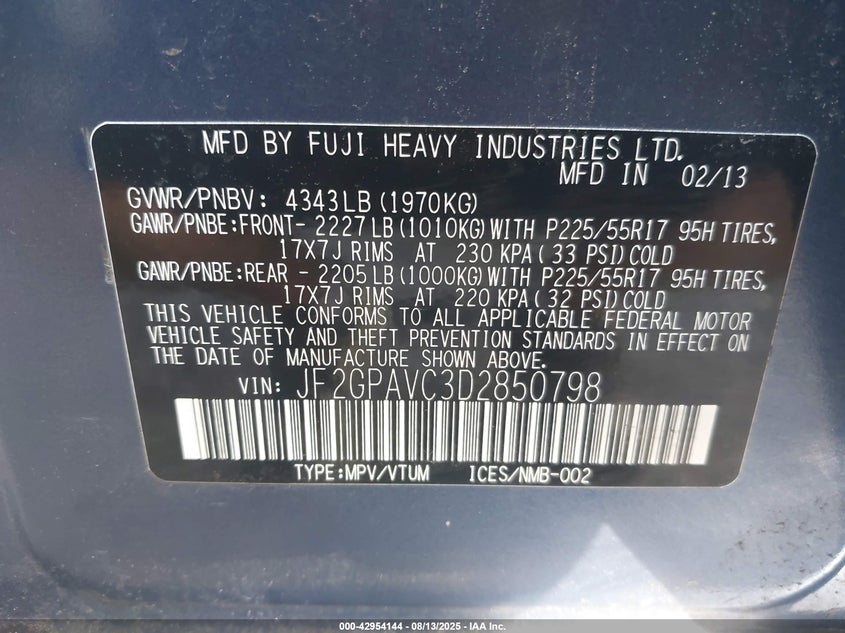 MFD BY FUJI HEAVY INDUSTRIES LTD.
MFD IN 02/13
GVWR/PNBV: 4343LB (1970KG)
GAWR/PNBE:FRONT- 2227LB (1010KG) WITH P225/55R17 95H TIRES,
17X7J RIMS AT 230 KPA ( 33 PSI) COLD
GAWR/PNBE:REAR - 2205LB (1000KG) WITH P225/55R17 95H TIRES,
17X7J RIMS AT 220 KPA ( 32 PSI) COLD
THIS VEHICLE CONFORMS TO ALL APPLICABLE FEDERAL MOTOR
VEHICLE SAFETY AND THEFT PREVENTION STANDARDS IN EFFECT ON
THE DATE OF MANUFACTURE SHOWN ABOVE.
VIN: JF2GPAVC3D2850798
TYPE:MPV/VTUM ICES/NMB-002
000-42954144 - 08/13/2025 - IAA Inc.